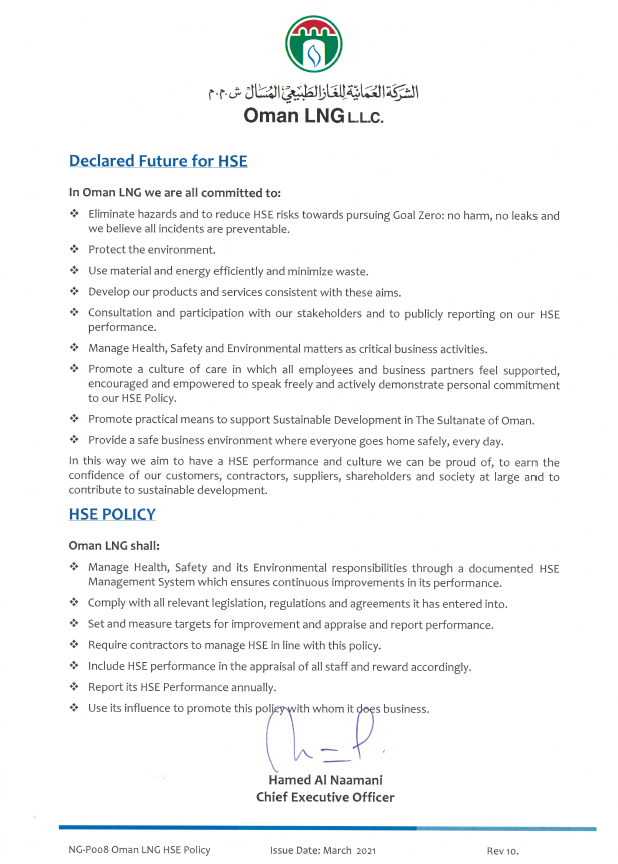 الشركة العمانية للغاز الطبيعي المسال ش.م.م
Oman LNG L.L.C.
Declared Future for HSE
In Oman LNG we are all committed to:
❖ Eliminate hazards and to reduce HSE risks towards pursuing Goal Zero: no harm, no leaks and
we believe all incidents are preventable.
❖ Protect the environment.
❖ Use material and energy efficiently and minimize waste.
❖ Develop our products and services consistent with these aims.
❖ Consultation and participation with our stakeholders and to publicly reporting on our HSE
performance.
❖ Manage Health, Safety and Environmental matters as critical business activities.
❖ Promote a culture of care in which all employees and business partners feel supported,
encouraged and empowered to speak freely and actively demonstrate personal commitment
to our HSE Policy.
❖ Promote practical means to support Sustainable Development in The Sultanate of Oman.
❖ Provide a safe business environment where everyone goes home safely, every day.
In this way we aim to have a HSE performance and culture we can be proud of, to earn the
confidence of our customers, contractors, suppliers, shareholders and society at large and to
contribute to sustainable development.
HSE POLICY
Oman LNG shall:
❖ Manage Health, Safety and its Environmental responsibilities through a documented HSE
Management System which ensures continuous improvements in its performance.
❖ Comply with all relevant legislation, regulations and agreements it has entered into.
❖ Set and measure targets for improvement and appraise and report performance.
❖ Require contractors to manage HSE in line with this policy.
❖ Include HSE performance in the appraisal of all staff and reward accordingly.
❖ Report its HSE Performance annually.
❖ Use its influence to promote this policy with whom it does business.
Hamed Al Naamani
Chief Executive Officer
NG-P008 Oman LNG HSE Policy Issue Date: March 2021 Rev 10.